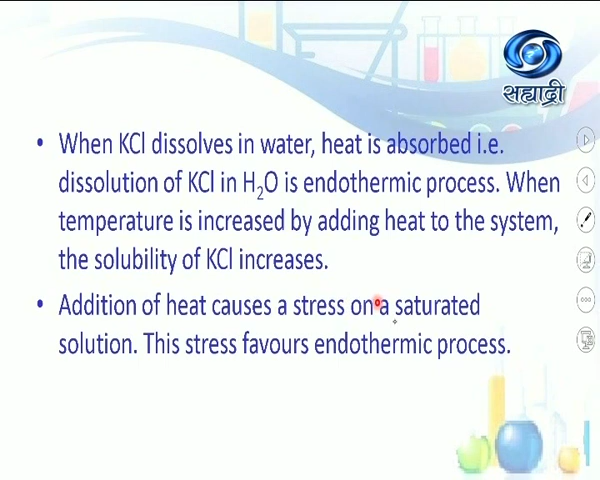 सह्याद्री
• When KCl dissolves in water, heat is absorbed i.e.
dissolution of KCl in H₂O is endothermic process. When
temperature is increased by adding heat to the system,
the solubility of KCl increases.
• Addition of heat causes a stress on a saturated
solution. This stress favours endothermic process.